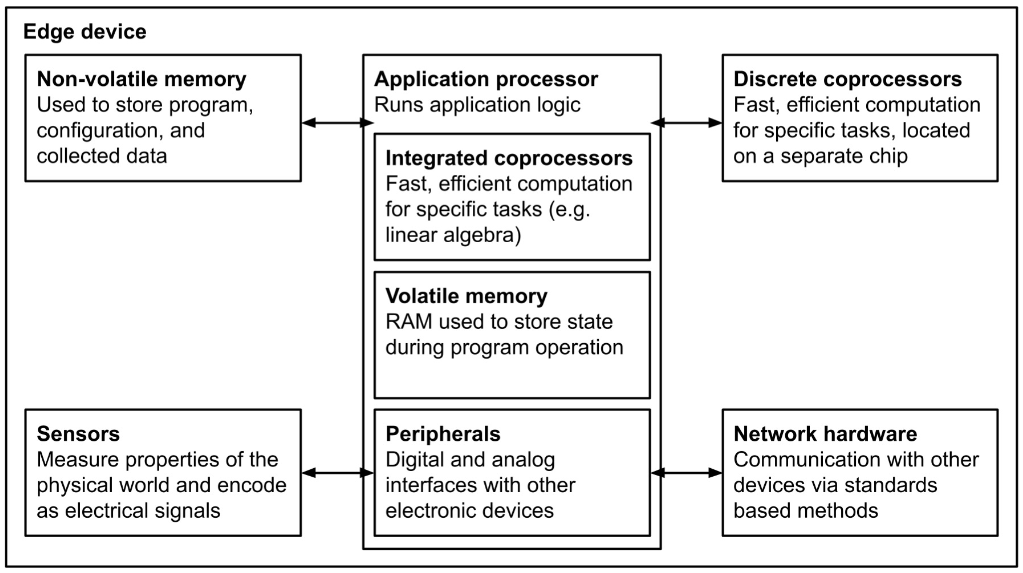 Edge device
Non-volatile memory
Used to store program,
configuration, and
collected data
Application processor
Runs application logic
Discrete coprocessors
Fast, efficient computation
for specific tasks, located
on a separate chip
Integrated coprocessors
Fast, efficient computation
for specific tasks (e.g.
linear algebra)
Volatile memory
RAM used to store state
during program operation
Sensors
Measure properties of the
physical world and encode
as electrical signals
Peripherals
Digital and analog
interfaces with other
electronic devices
Network hardware
Communication with other
devices via standards
based methods